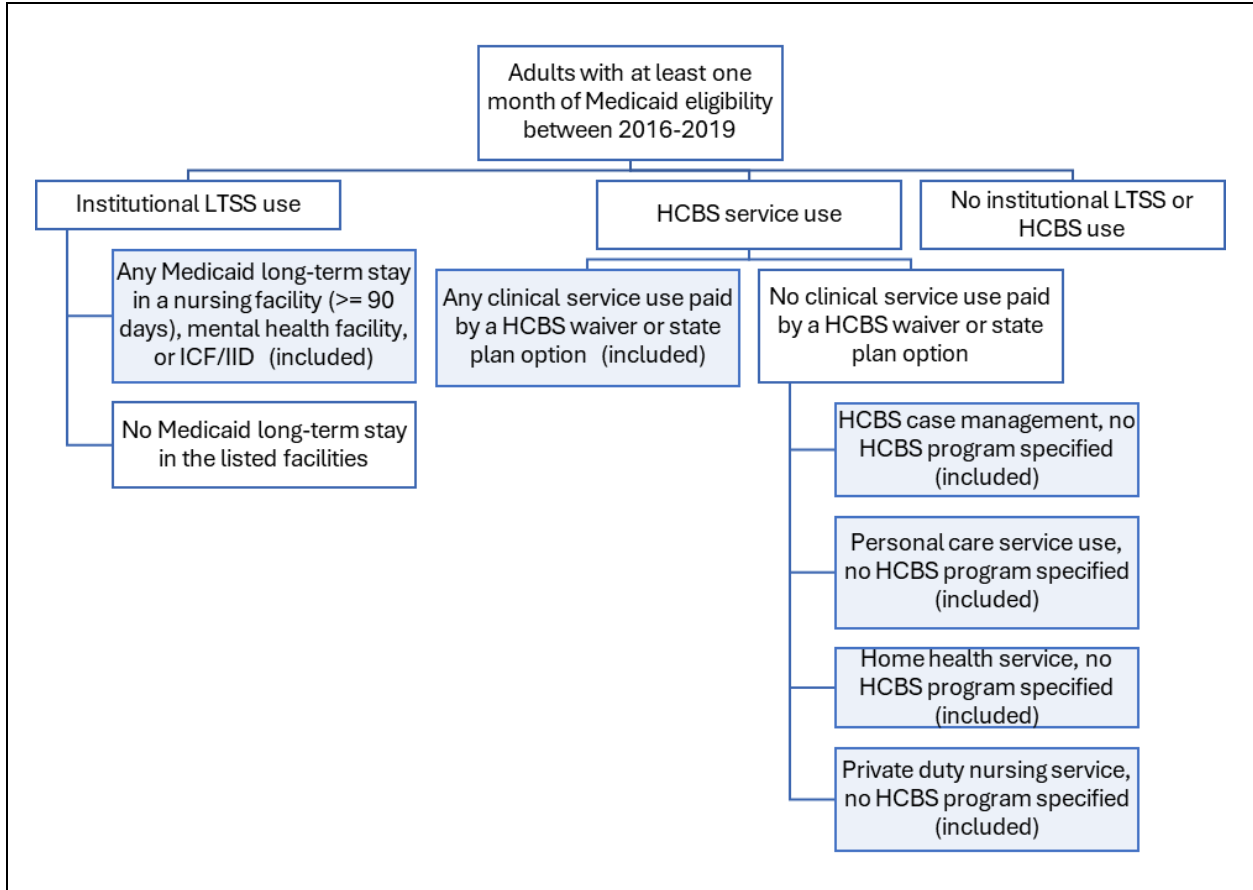 Adults with at least one
month of Medicaid eligibility
between 2016-2019
Institutional LTSS use
HCBS service use
No institutional LTSS or
HCBS use
Any Medicaid long-term stay
in a nursing facility (>= 90
days), mental health facility,
or ICF/IID (included)
No Medicaid long-term stay
in the listed facilities
Any clinical service use paid
by a HCBS waiver or state
plan option (included)
No clinical service use paid
by a HCBS waiver or state
plan option
HCBS case management, no
HCBS program specified
(included)
Personal care service use,
no HCBS program specified
(included)
Home health service, no
HCBS program specified
(included)
Private duty nursing service,
no HCBS program specified
(included)